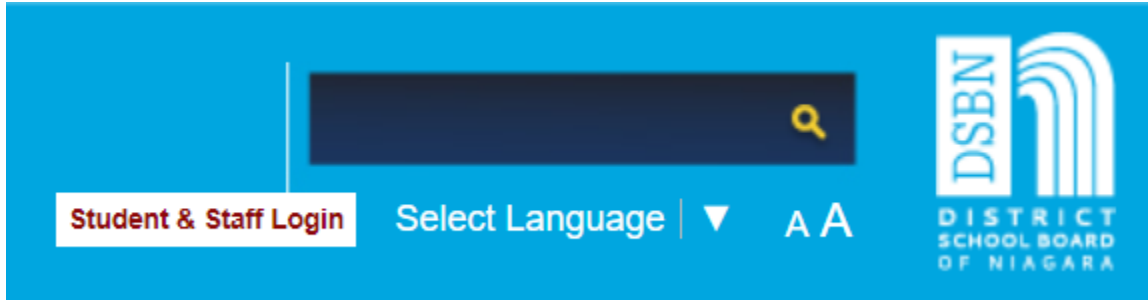 Student & Staff Login
Select Language
A A
DSBN
DISTRICT
SCHOOL BOARD
OF NIAGARA